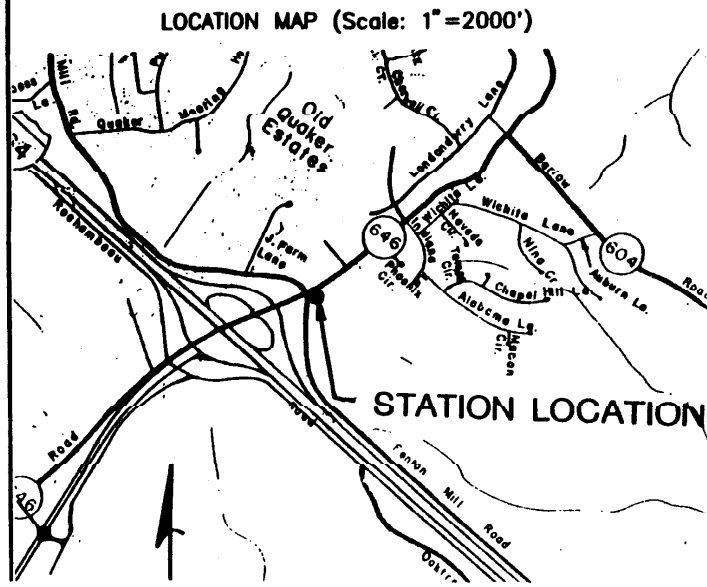 LOCATION MAP (Scale: 1"=2000')
Mill Rd.
Quaker
Old Quaker Estates
Londonderry Lane
Barlow
Rochambeau
J. Farm Lane
646
Wichita La.
Nevada Cir.
Wichita Lane
604
Road
Indiana
Phoenix Cir.
Chapel Hill La.
Auburn La.
Alabama La.
Macon Cir.
STATION LOCATION
Road
Road
Fenton Mill Road
46